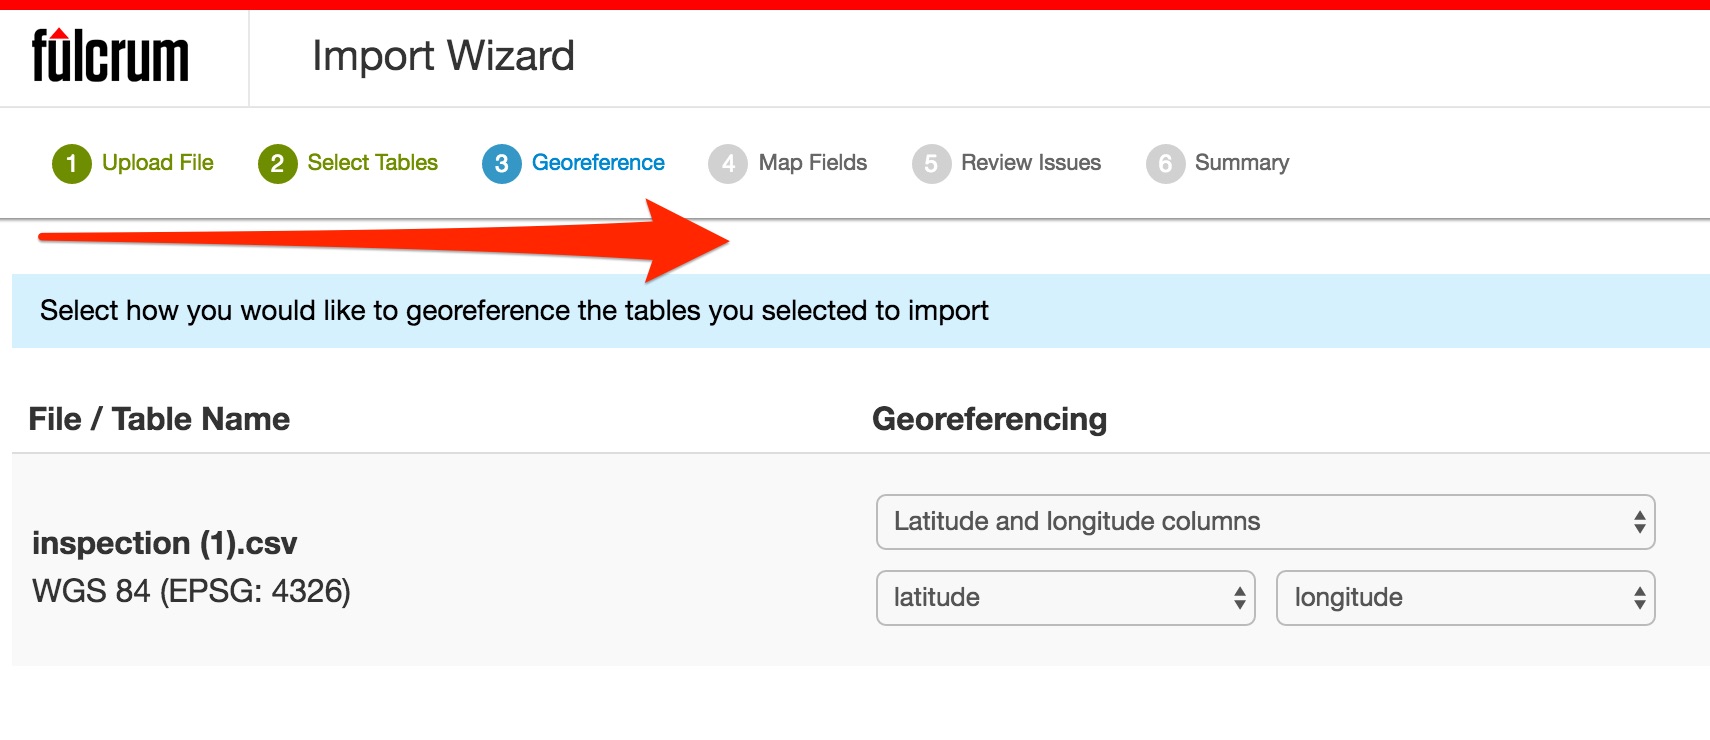 fulcrum
Import Wizard
1 Upload File 2 Select Tables 3 Georeference 4 Map Fields 5 Review Issues 6 Summary
Select how you would like to georeference the tables you selected to import
File / Table Name Georeferencing
Latitude and longitude columns
inspection (1).csv
WGS 84 (EPSG: 4326)
latitude longitude